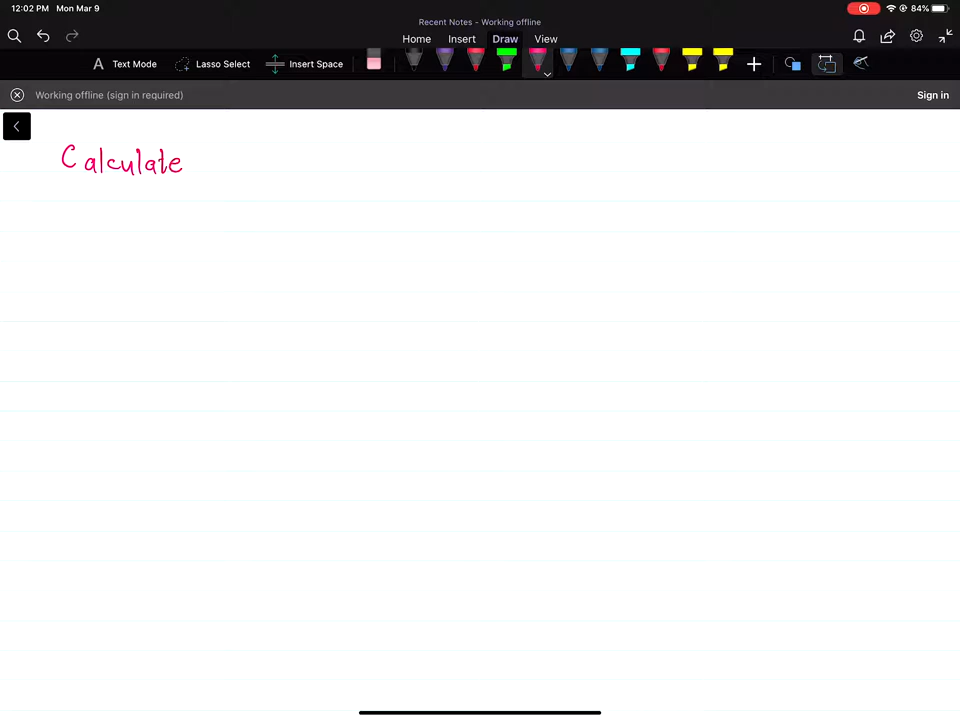 12:02 PM Mon Mar 9
84%
Recent Notes - Working offline
Home Insert Draw View
Text Mode Lasso Select Insert Space
Working offline (sign in required) Sign in
Calculate